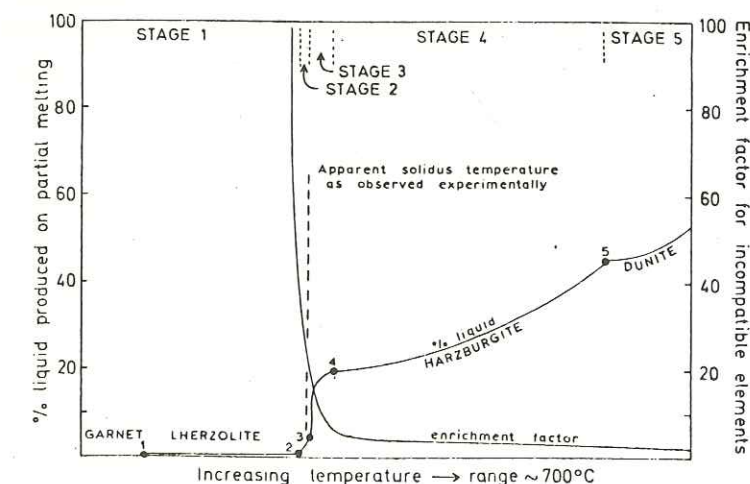 100
80
60
40
20
% liquid produced on partial melting
STAGE 1
STAGE 4
STAGE 5
STAGE 3
STAGE 2
Apparent solidus temperature
as observed experimentally
5
DUNITE
% liquid
HARZBURGITE
4
3
2
GARNET
1
LHERZOLITE
enrichment factor
100
80
60
40
20
Enrichment factor for incompatible elements
Increasing temperature → range ~700°C